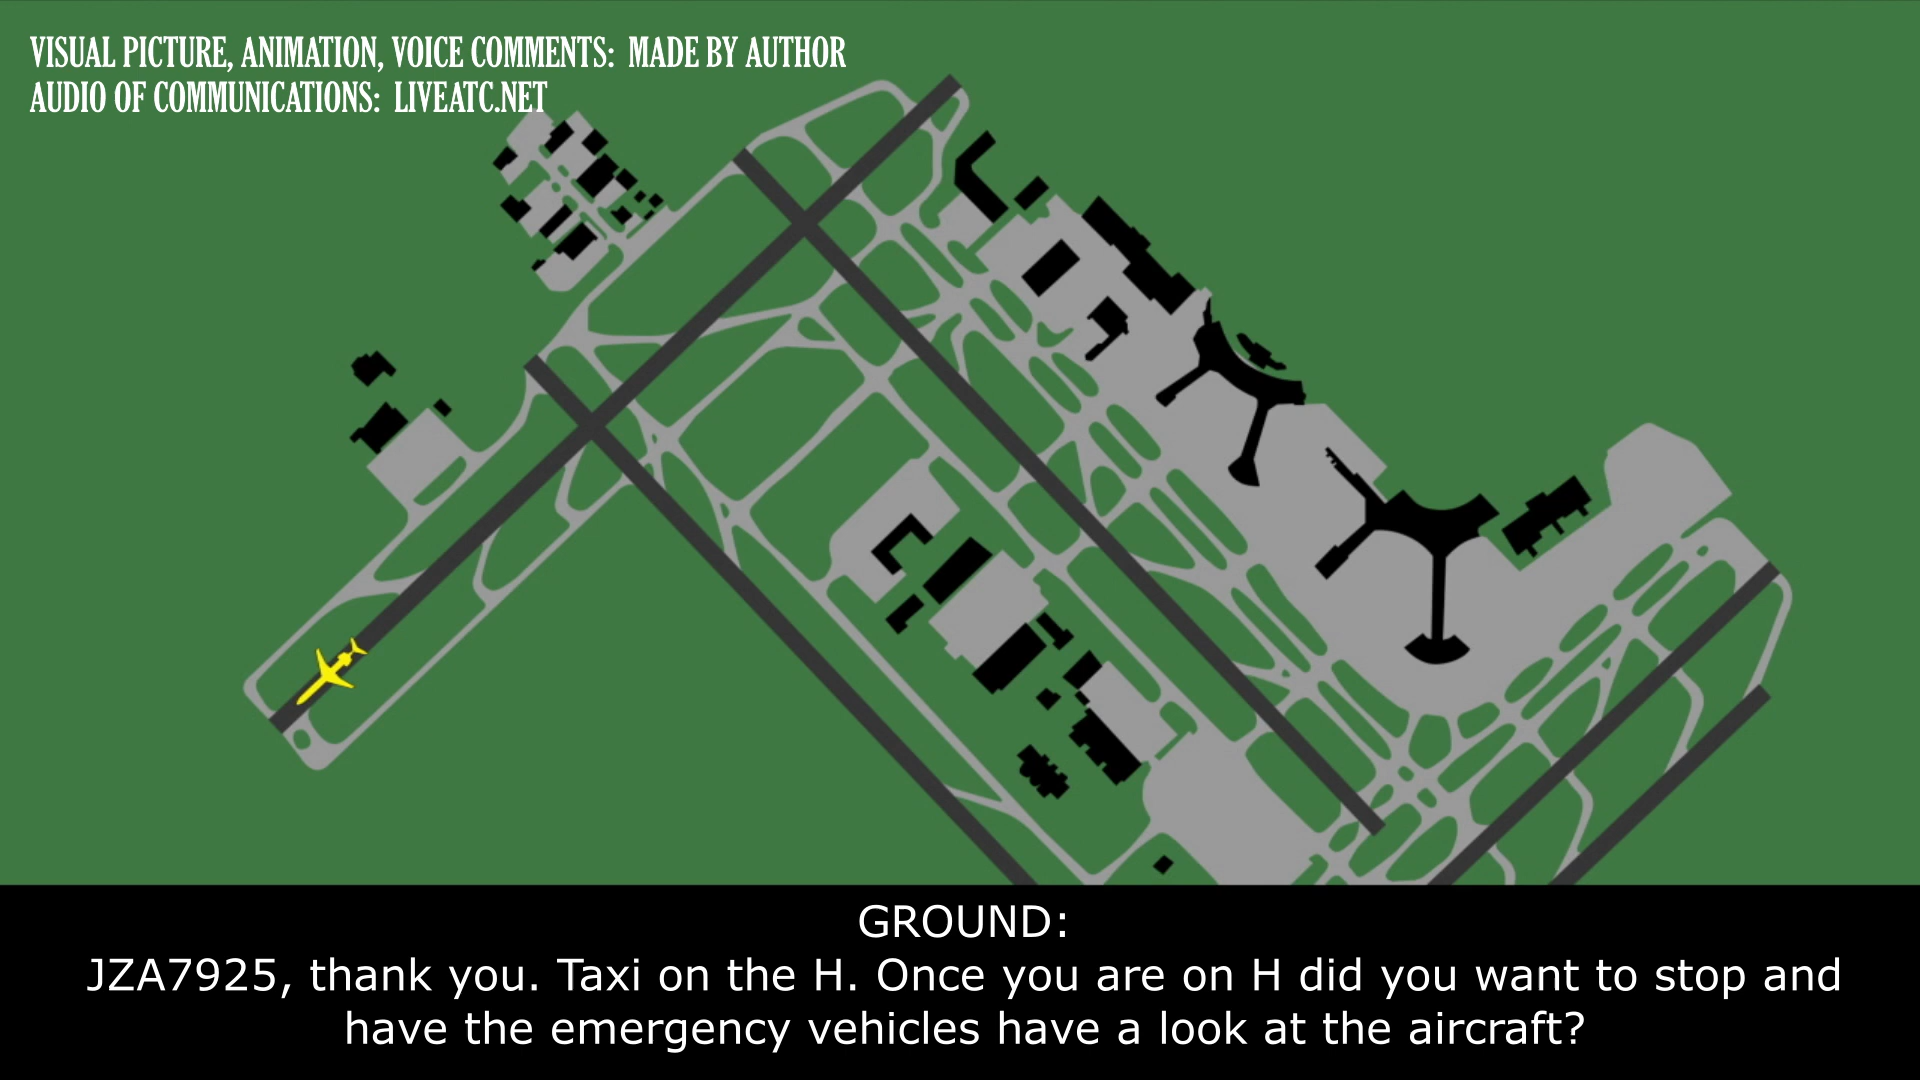 VISUAL PICTURE, ANIMATION, VOICE COMMENTS: MADE BY AUTHOR
AUDIO OF COMMUNICATIONS: LIVEATC.NET
GROUND:
JZA7925, thank you. Taxi on the H. Once you are on H did you want to stop and
have the emergency vehicles have a look at the aircraft?